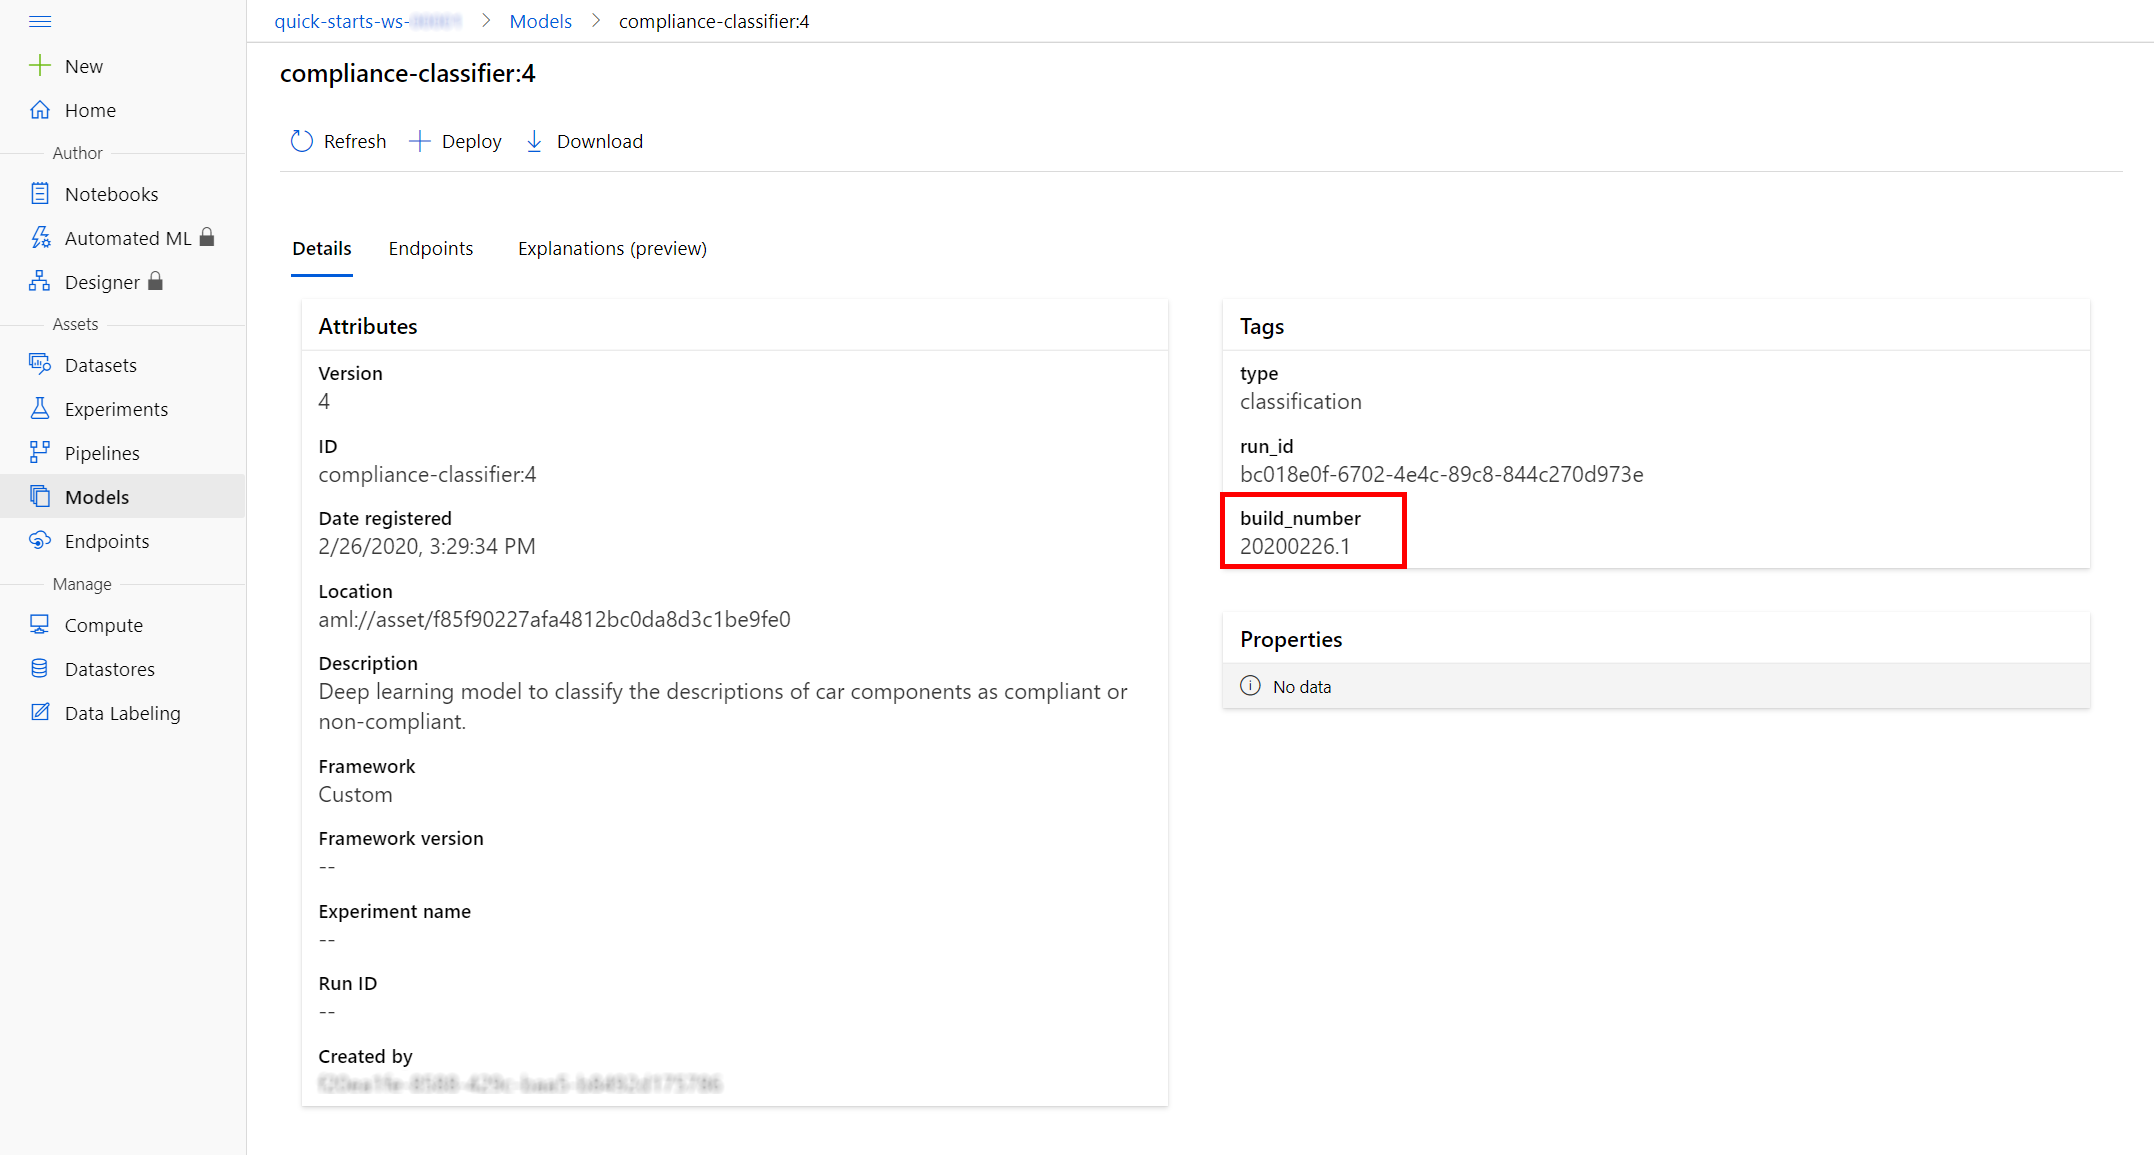 quick-starts-ws- > Models > compliance-classifier:4
New
Home
Author
Notebooks
Automated ML
Designer
Assets
Datasets
Experiments
Pipelines
Models
Endpoints
Manage
Compute
Datastores
Data Labeling
compliance-classifier:4
Refresh
Deploy
Download
Details
Endpoints
Explanations (preview)
Attributes
Version
4
ID
compliance-classifier:4
Date registered
2/26/2020, 3:29:34 PM
Location
aml://asset/f85f90227afa4812bc0da8d3c1be9fe0
Description
Deep learning model to classify the descriptions of car components as compliant or
non-compliant.
Framework
Custom
Framework version
--
Experiment name
--
Run ID
--
Created by
Tags
type
classification
run_id
bc018e0f-6702-4e4c-89c8-844c270d973e
build_number
20200226.1
Properties
No data